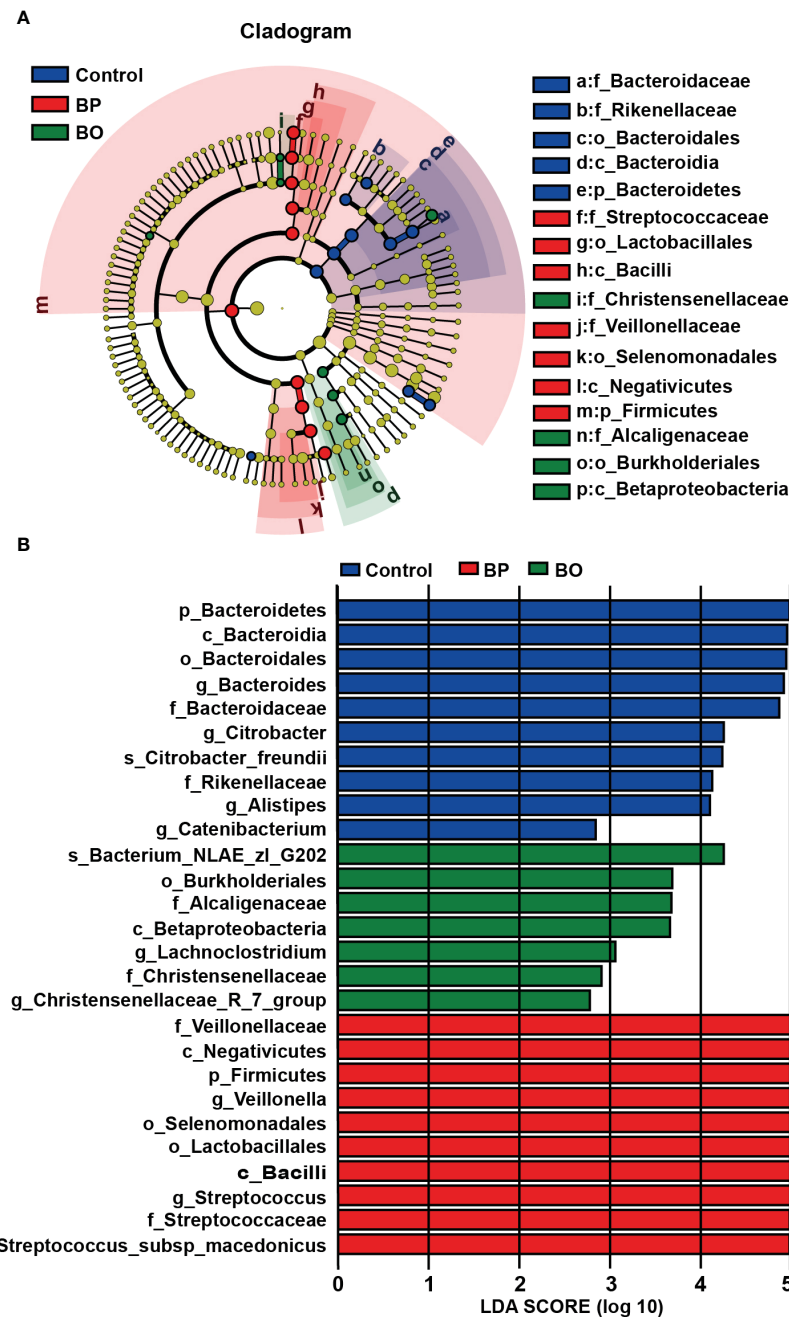 A
Cladogram
Control
BP
BO
a:f_Bacteroidaceae
b:f_Rikenellaceae
c:o_Bacteroidales
d:c_Bacteroidia
e:p_Bacteroidetes
f:f_Streptococcaceae
g:o_Lactobacillales
h:c_Bacilli
i:f_Christensenellaceae
j:f_Veillonellaceae
k:o_Selenomonadales
l:c_Negativicutes
m:p_Firmicutes
n:f_Alcaligenaceae
o:o_Burkholderiales
p:c_Betaproteobacteria
h
g
f
i
b
e
d
c
a
m
j
k
l
n
o
p
B
Control BP BO
p_Bacteroidetes
c_Bacteroidia
o_Bacteroidales
g_Bacteroides
f_Bacteroidaceae
g_Citrobacter
s_Citrobacter_freundii
f_Rikenellaceae
g_Alistipes
g_Catenibacterium
s_Bacterium_NLAE_zl_G202
o_Burkholderiales
f_Alcaligenaceae
c_Betaproteobacteria
g_Lachnoclostridium
f_Christensenellaceae
g_Christensenellaceae_R_7_group
f_Veillonellaceae
c_Negativicutes
p_Firmicutes
g_Veillonella
o_Selenomonadales
o_Lactobacillales
c_Bacilli
g_Streptococcus
f_Streptococcaceae
Streptococcus_subsp_macedonicus
0 1 2 3 4 5
LDA SCORE (log 10)